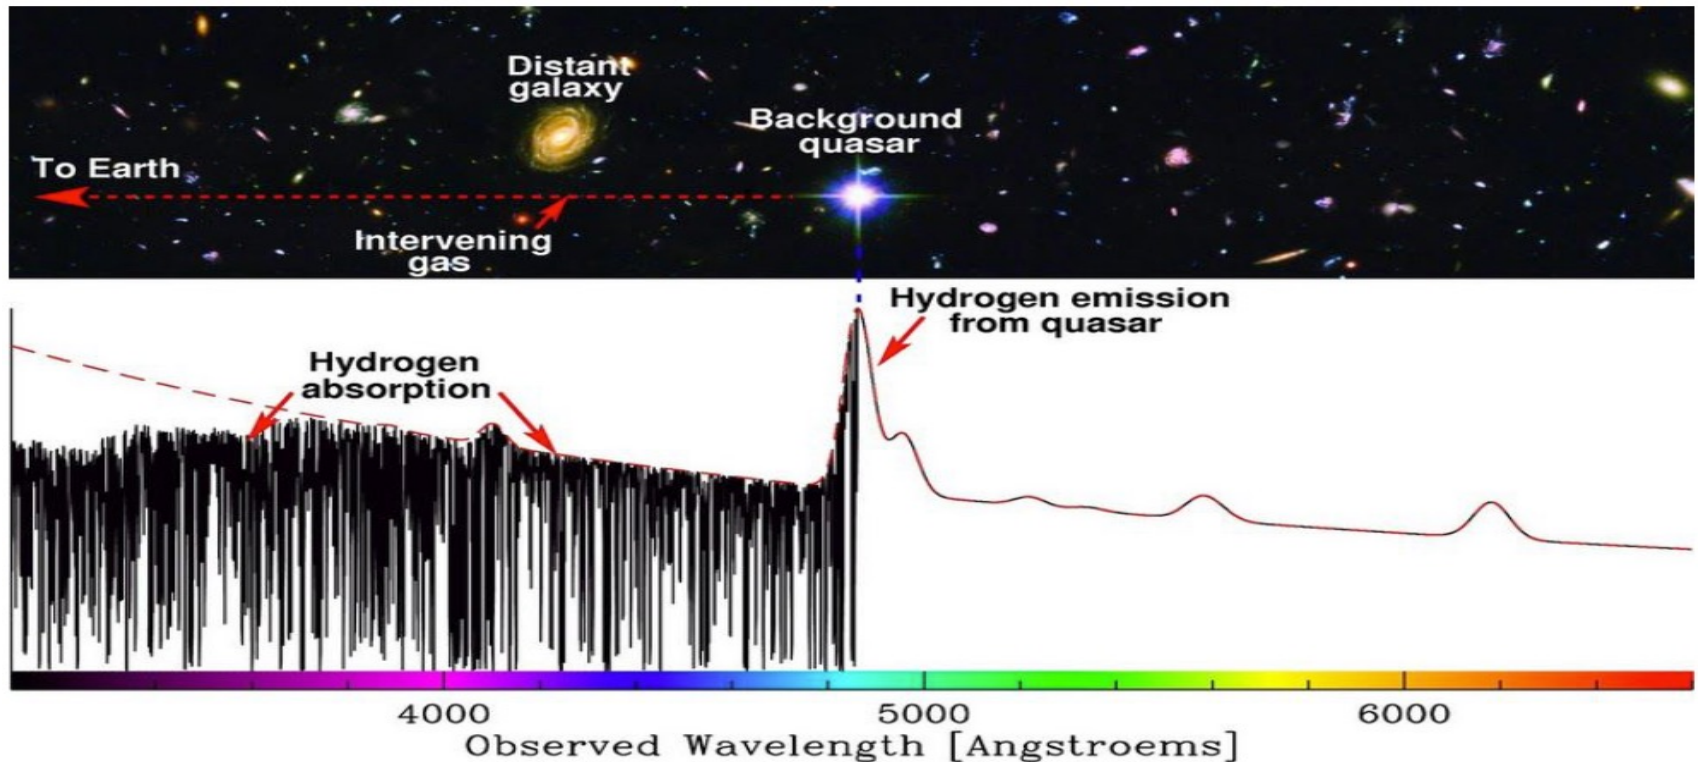 Distant
galaxy
Background
quasar
To Earth
Intervening
gas
Hydrogen emission
from quasar
Hydrogen
absorption
4000
5000
6000
Observed Wavelength [Angstroems]